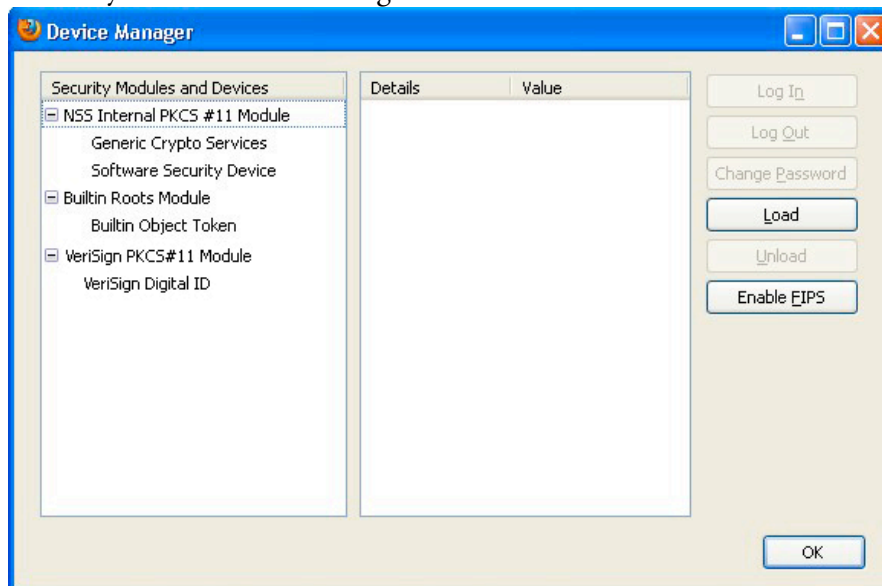 Device Manager
Security Modules and Devices
NSS Internal PKCS #11 Module
Generic Crypto Services
Software Security Device
Builtin Roots Module
Builtin Object Token
VeriSign PKCS#11 Module
VeriSign Digital ID
Details Value
Log In
Log Out
Change Password
Load
Unload
Enable FIPS
OK